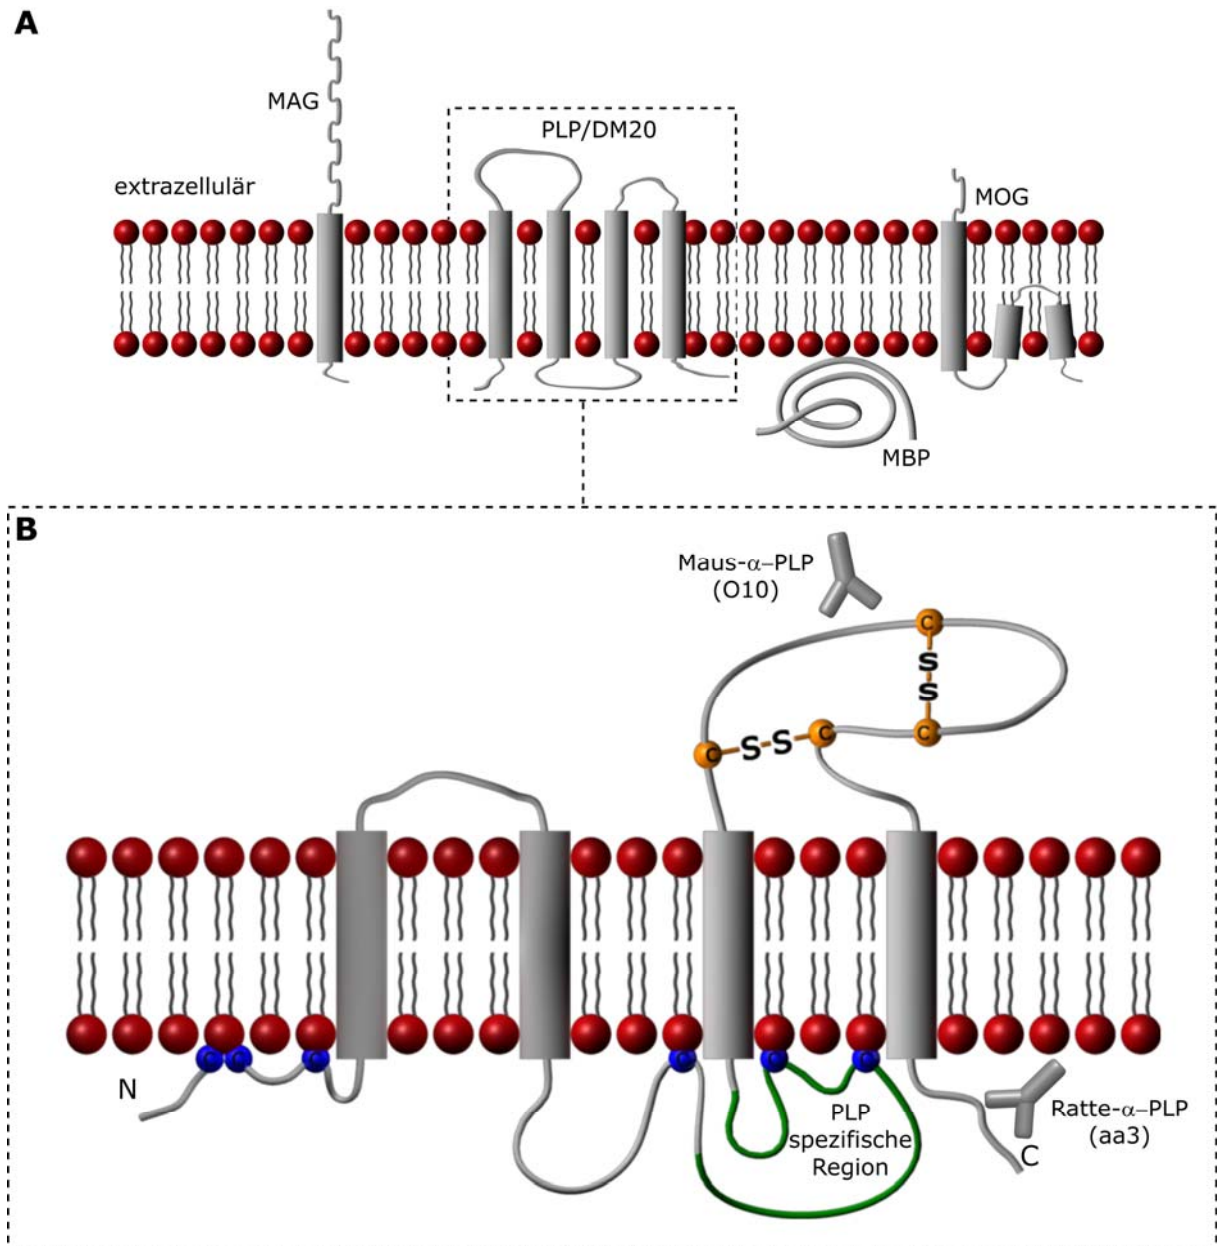 A
MAG
PLP/DM20
extrazellulär
MOG
MBP
B
Maus-α–PLP
(O10)
C
S
S
C
S
S
C
C
C
C
C
C
C
C
N
PLP
spezifische
Region
Ratte-α–PLP
(aa3)
C